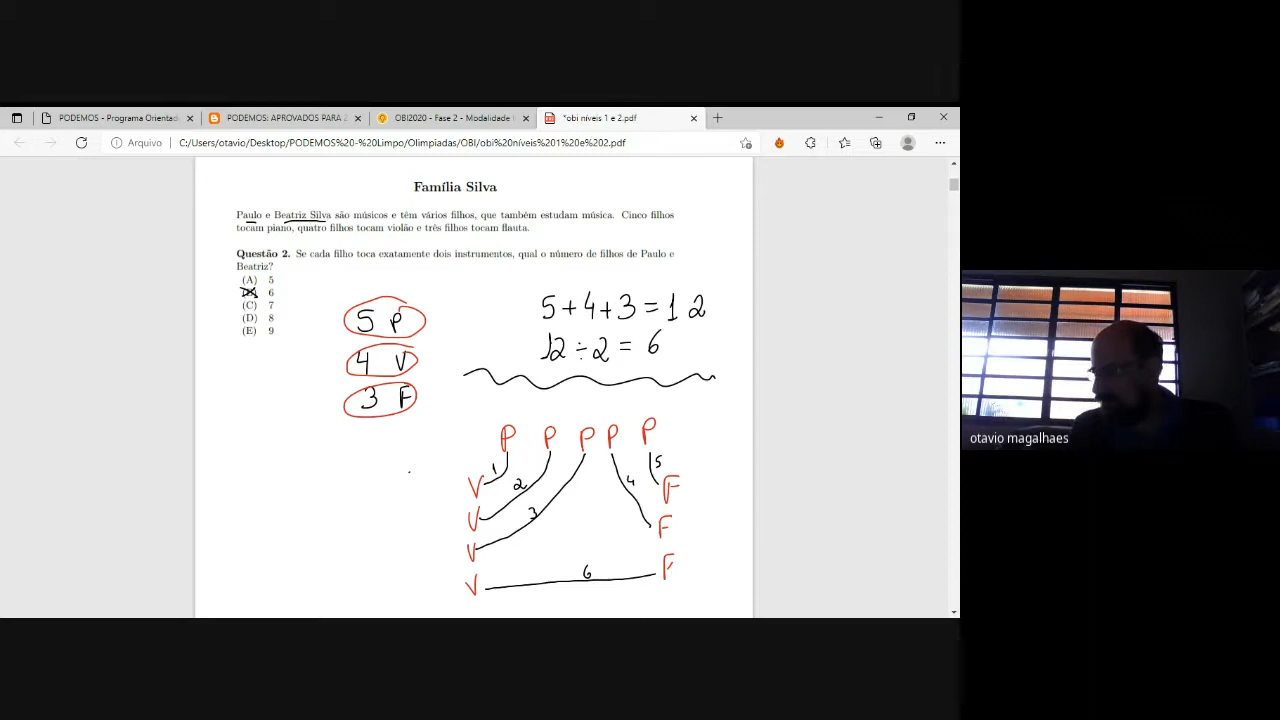 PODEMOS - Programa Orientad
PODEMOS: APROVADOS PARA 2
OBI2020 - Fase 2 - Modalidade I
*obi níveis 1 e 2.pdf
Arquivo
C:/Users/otavio/Desktop/PODEMOS%20-%20Limpo/Olimpiadas/OBI/obi%20níveis%201%20e%202.pdf
Família Silva
Paulo e Beatriz Silva são músicos e têm vários filhos, que também estudam música. Cinco filhos
tocam piano, quatro filhos tocam violão e três filhos tocam flauta.
Questão 2. Se cada filho toca exatamente dois instrumentos, qual o número de filhos de Paulo e
Beatriz?
(A) 5
6
(C) 7
(D) 8
(E) 9
5 P
4 V
3 F
5+4+3=12
12÷2=6
P P P P P
1 2 3 4 5
V F
V F
V
V 6 F
otavio magalhaes